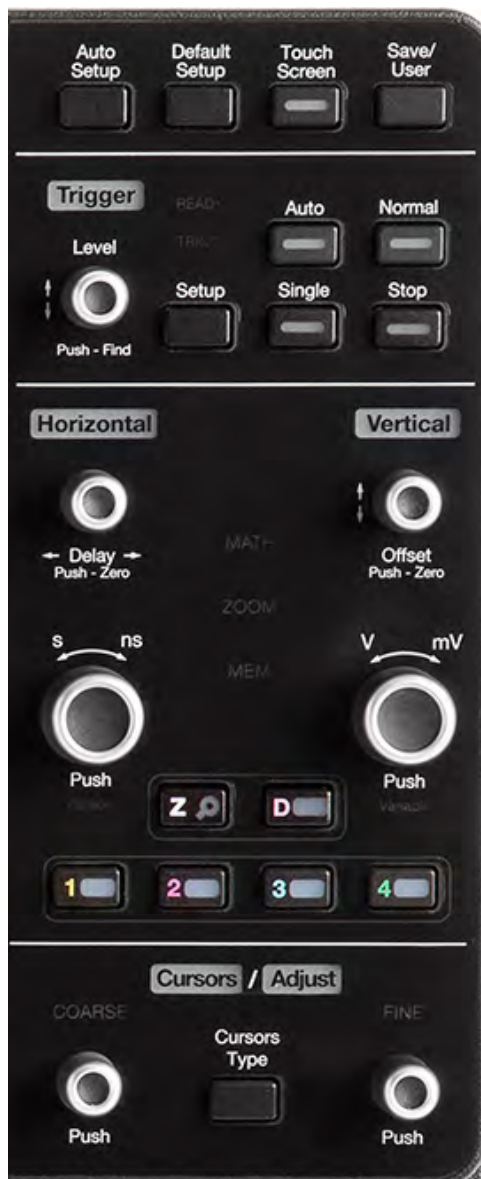 Auto Setup
Default Setup
Touch Screen
Save/ User
Trigger
READY
Auto
Normal
Level
Setup
Single
Stop
Push - Find
Horizontal
Vertical
← Delay →
Push - Zero
Offset
Push - Zero
MATH
ZOOM
MEM
s
ns
V
mV
Push
Push
Variable
Z
D
1
2
3
4
Cursors / Adjust
COARSE
FINE
Cursors
Type
Push
Push